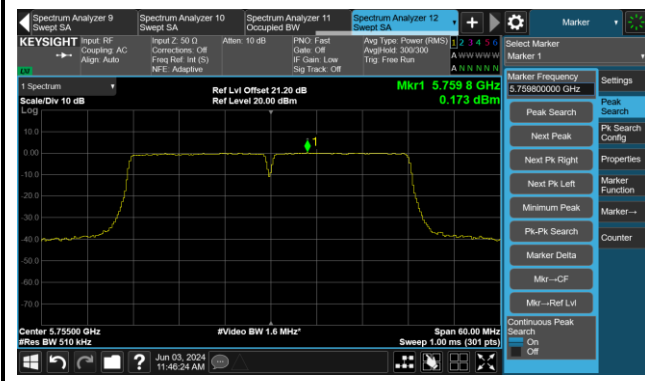 Spectrum Analyzer 9
Swept SA
Spectrum Analyzer 10
Swept SA
Spectrum Analyzer 11
Occupied BW
Spectrum Analyzer 12
Swept SA
Marker
KEYSIGHT
Input: RF
Coupling: AC
Align: Auto
Input Z: 50 Ω
Corrections: Off
Freq Ref: Int (S)
NFE: Adaptive
Atten: 10 dB
PNO: Fast
Gate: Off
IF Gain: Low
Sig Track: Off
Avg Type: Power (RMS)
Avg|Hold: 300/300
Trig: Free Run
1 2 3 4 5 6
A W W W W W
A N N N N N
LV
Select Marker
Marker 1
1 Spectrum
Scale/Div 10 dB
Log
Ref Lvl Offset 21.20 dB
Ref Level 20.00 dBm
Mkr1 5.759 8 GHz
0.173 dBm
Marker Frequency
5.759800000 GHz
Peak Search
Next Peak
Next Pk Right
Next Pk Left
Minimum Peak
Pk-Pk Search
Marker Delta
Mkr→CF
Mkr→Ref Lvl
Continuous Peak
Search
On
Off
Settings
Peak
Search
Pk Search
Config
Properties
Marker
Function
Marker→
Counter
10.0
0.00
-10.0
-20.0
-30.0
-40.0
-50.0
-60.0
-70.0
1
Center 5.75500 GHz
#Res BW 510 kHz
#Video BW 1.6 MHz*
Span 60.00 MHz
Sweep 1.00 ms (301 pts)
?
Jun 03, 2024
11:46:24 AM